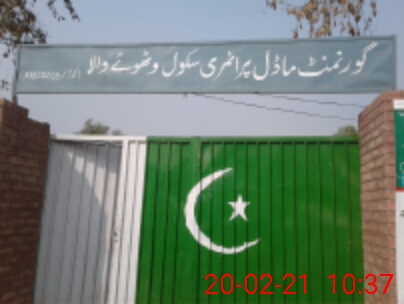 گورنمنٹ ماڈل پرائمری سکول وٹھوئے والا
20-02-21 10:37